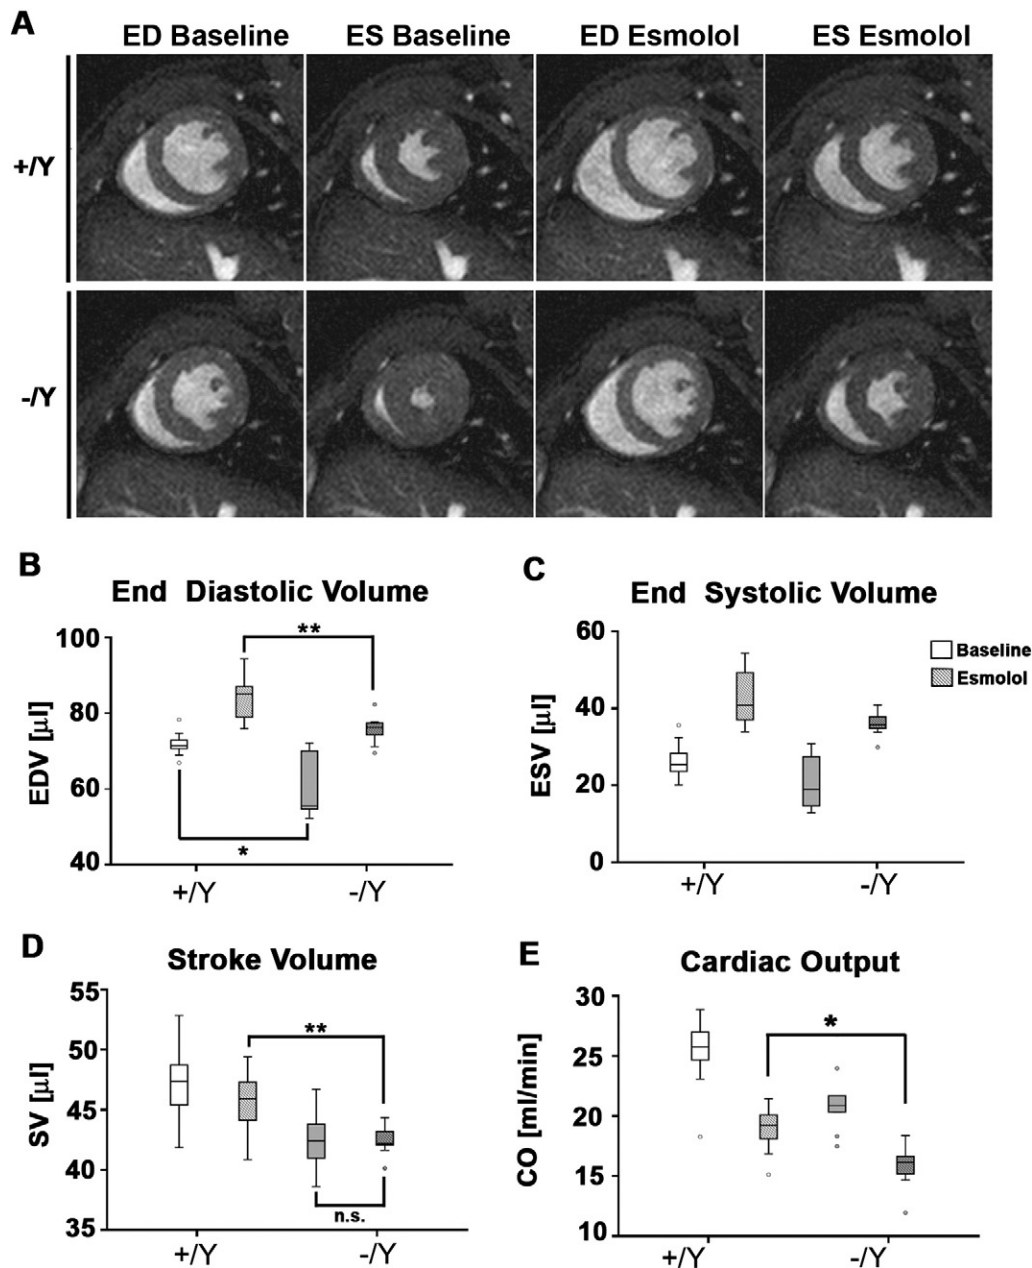 A
ED Baseline ES Baseline ED Esmolol ES Esmolol
+/Y
-/Y
B
End Diastolic Volume
EDV [µl]
100
80
60
40
**
*
+/Y -/Y
C
End Systolic Volume
ESV [µl]
60
40
20
0
Baseline
Esmolol
+/Y -/Y
D
Stroke Volume
SV [µl]
55
50
45
40
35
**
n.s.
+/Y -/Y
E
Cardiac Output
CO [ml/min]
30
25
20
15
10
*
+/Y -/Y